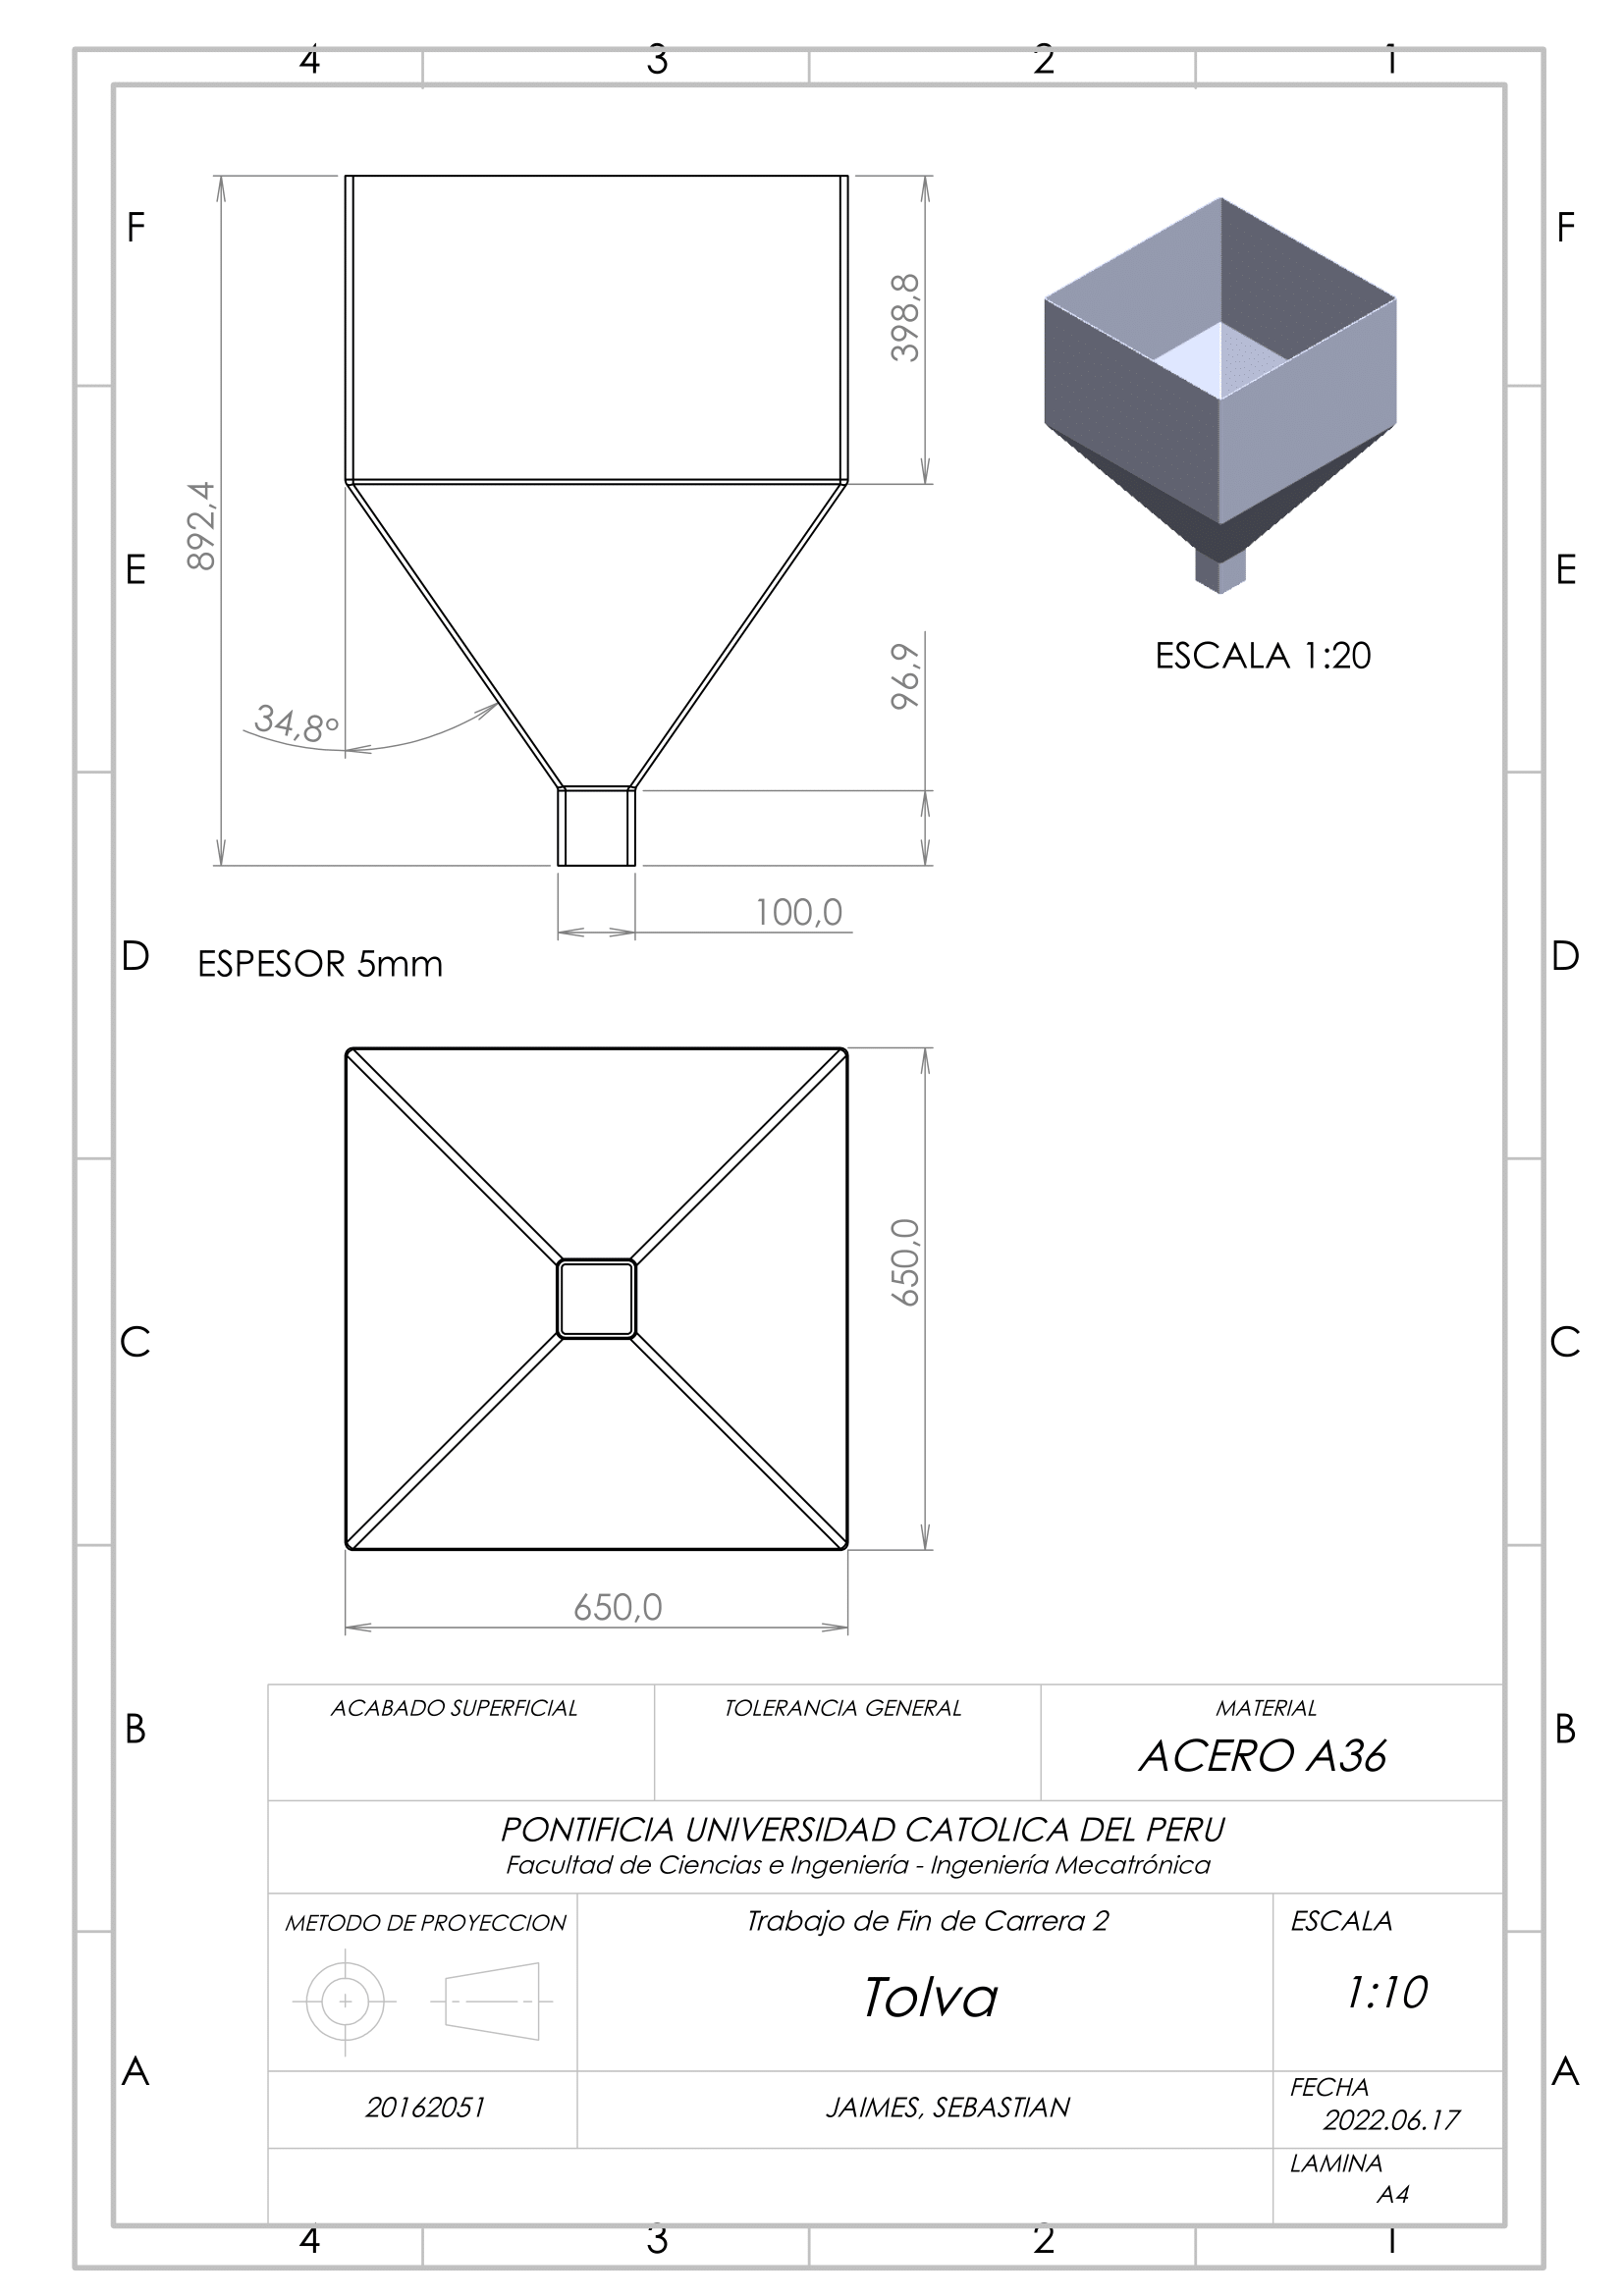 4 3 2 1
F F
398,8
892,4
E E
ESCALA 1:20
96,9
34,8°
100,0
D D
ESPESOR 5mm
650,0
C C
650,0
ACABADO SUPERFICIAL TOLERANCIA GENERAL MATERIAL
B B
ACERO A36
PONTIFICIA UNIVERSIDAD CATOLICA DEL PERU
Facultad de Ciencias e Ingeniería - Ingeniería Mecatrónica
METODO DE PROYECCION Trabajo de Fin de Carrera 2 ESCALA
Tolva 1:10
A A
20162051 JAIMES, SEBASTIAN FECHA
2022.06.17
LAMINA
A4
4 3 2 1